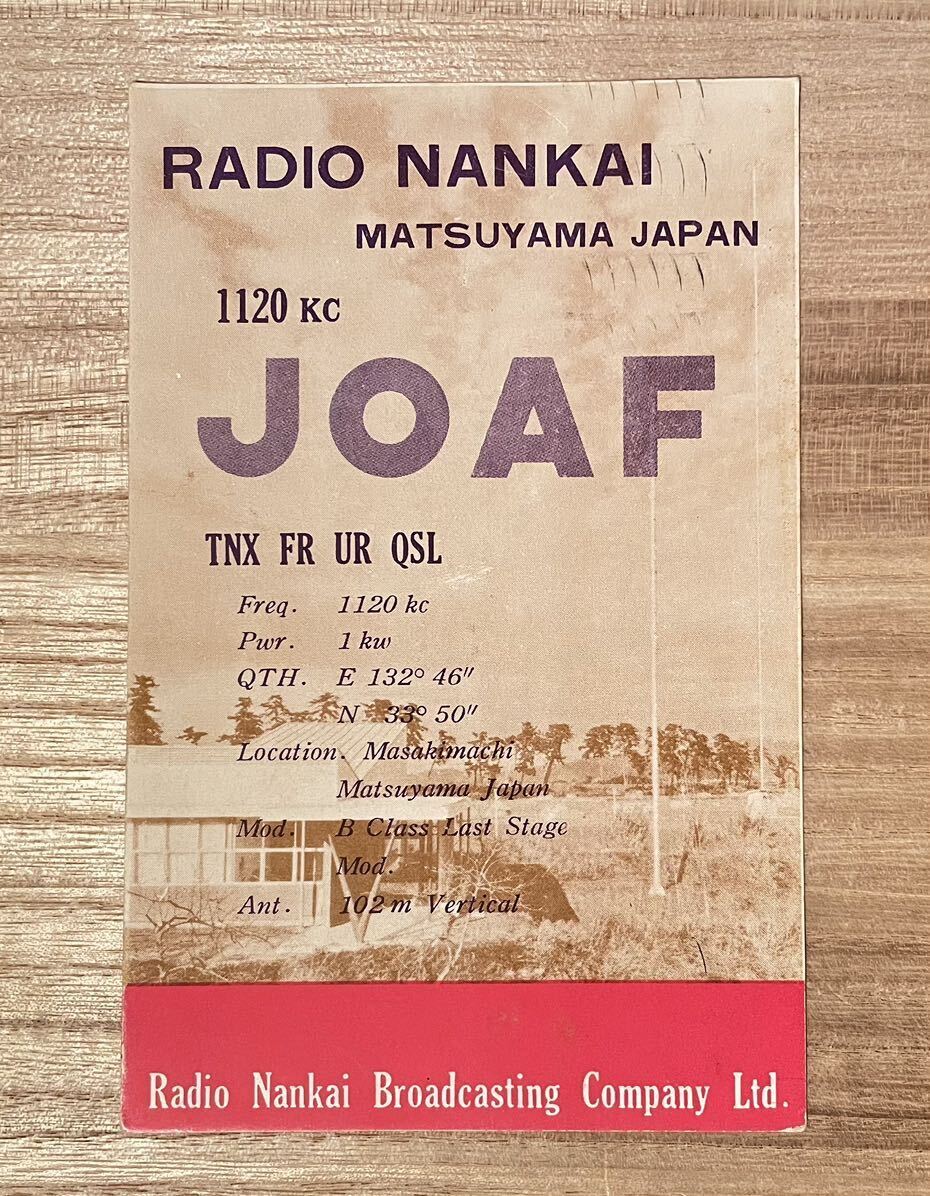 RADIO NANKAI
MATSUYAMA JAPAN
1120 KC
JOAF
TNX FR UR QSL
Freq. 1120 kc
Pwr. 1 kw
QTH. E 132° 46″
N 33° 50″
Location. Masakimachi
Matsuyama Japan
Mod. B Class Last Stage
Mod.
Ant. 102 m Vertical
Radio Nankai Broadcasting Company Ltd.